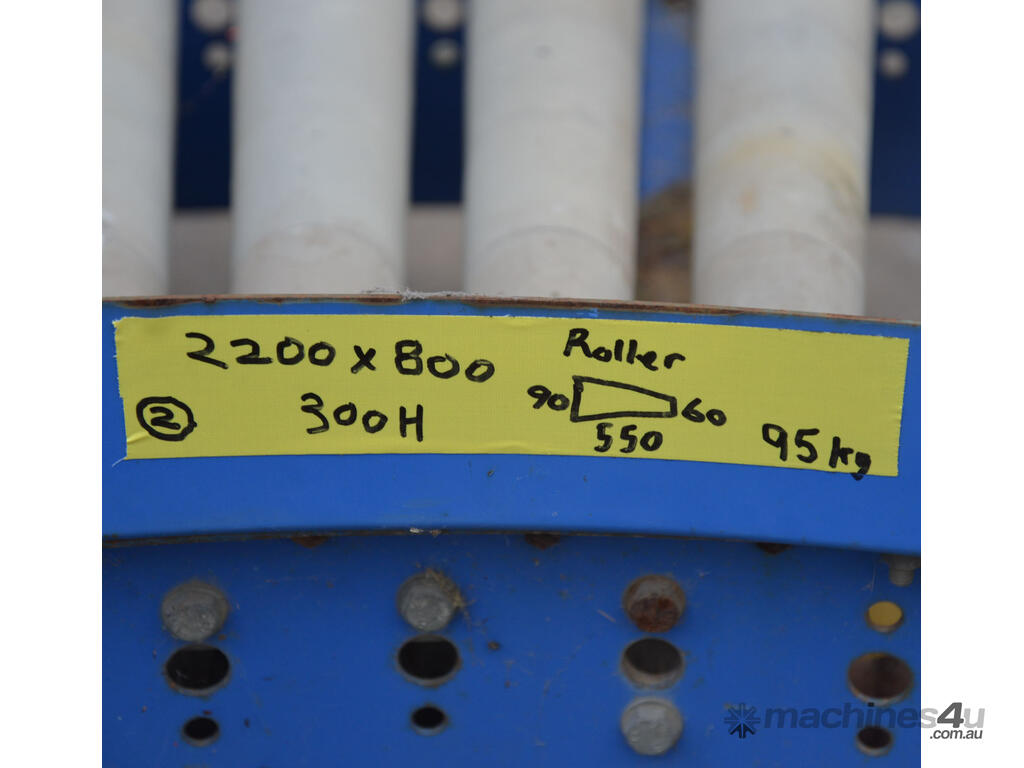 2200 x 800
② 300H
Roller
90 60
550
95kg
machines4u
.com.au